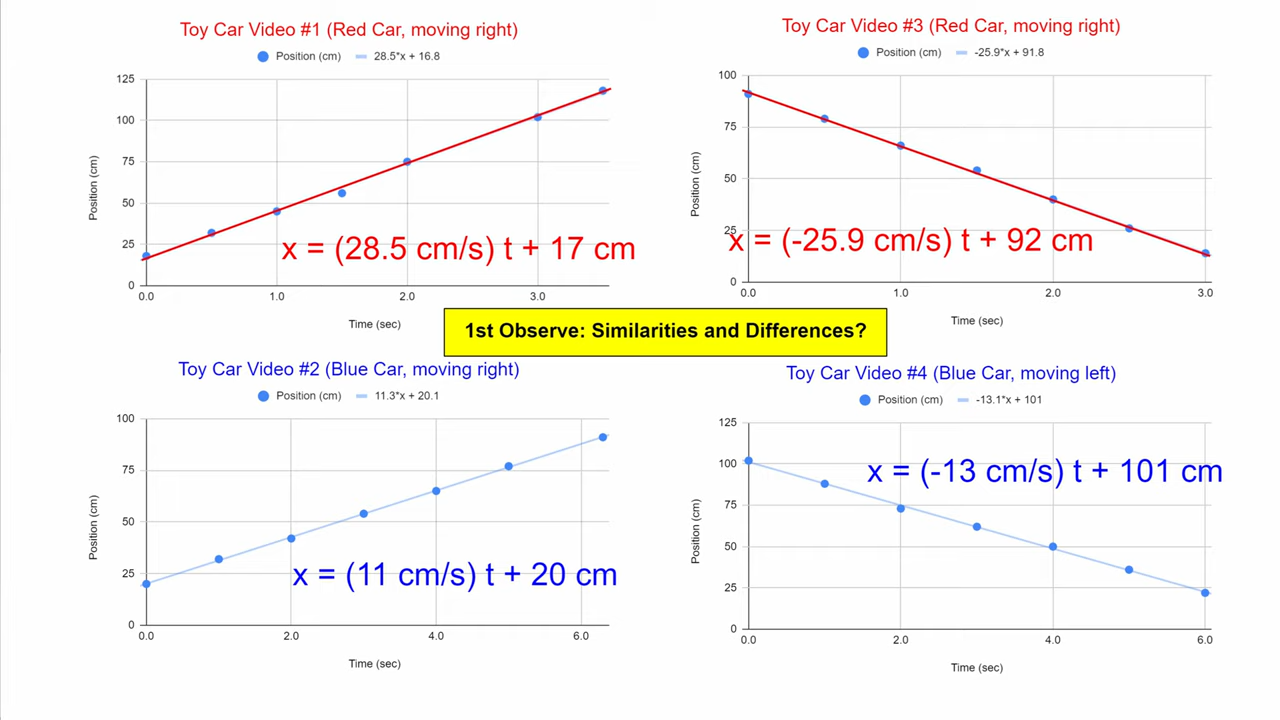 Toy Car Video #1 (Red Car, moving right)
Position (cm) 28.5*x + 16.8
125
100
75
50
25
0
Position (cm)
0.0 1.0 2.0 3.0
Time (sec)
x = (28.5 cm/s) t + 17 cm
Toy Car Video #3 (Red Car, moving right)
Position (cm) -25.9*x + 91.8
100
75
50
25
0
Position (cm)
0.0 1.0 2.0 3.0
Time (sec)
x = (-25.9 cm/s) t + 92 cm
1st Observe: Similarities and Differences?
Toy Car Video #2 (Blue Car, moving right)
Position (cm) 11.3*x + 20.1
100
75
50
25
0
Position (cm)
0.0 2.0 4.0 6.0
Time (sec)
x = (11 cm/s) t + 20 cm
Toy Car Video #4 (Blue Car, moving left)
Position (cm) -13.1*x + 101
125
100
75
50
25
0
Position (cm)
0.0 2.0 4.0 6.0
Time (sec)
x = (-13 cm/s) t + 101 cm